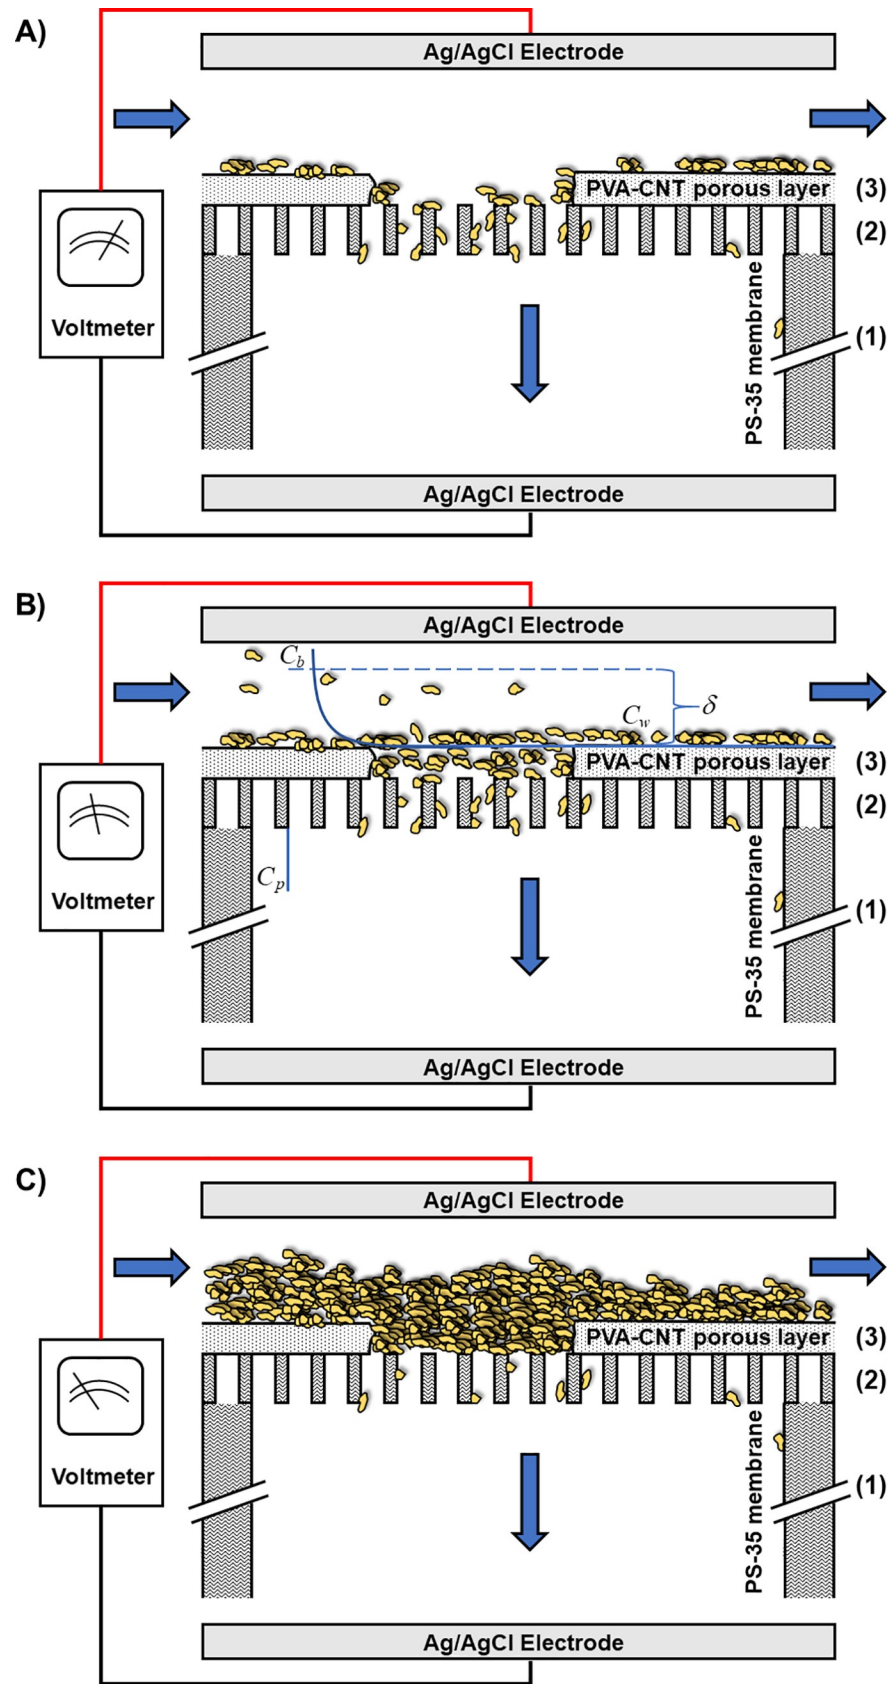 A)
Ag/AgCl Electrode
PVA-CNT porous layer (3)
(2)
Voltmeter
PS-35 membrane
(1)
Ag/AgCl Electrode
B)
Ag/AgCl Electrode
C_b
C_w
δ
PVA-CNT porous layer (3)
(2)
Voltmeter
C_p
PS-35 membrane
(1)
Ag/AgCl Electrode
C)
Ag/AgCl Electrode
PVA-CNT porous layer (3)
(2)
Voltmeter
PS-35 membrane
(1)
Ag/AgCl Electrode